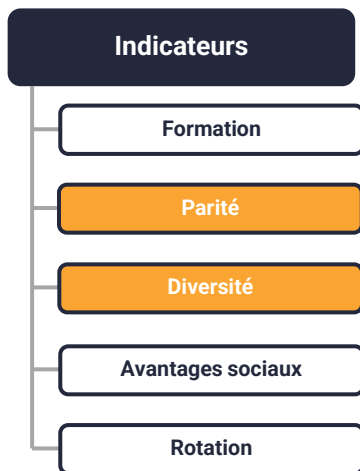 Indicateurs
Formation
Parité
Diversité
Avantages sociaux
Rotation